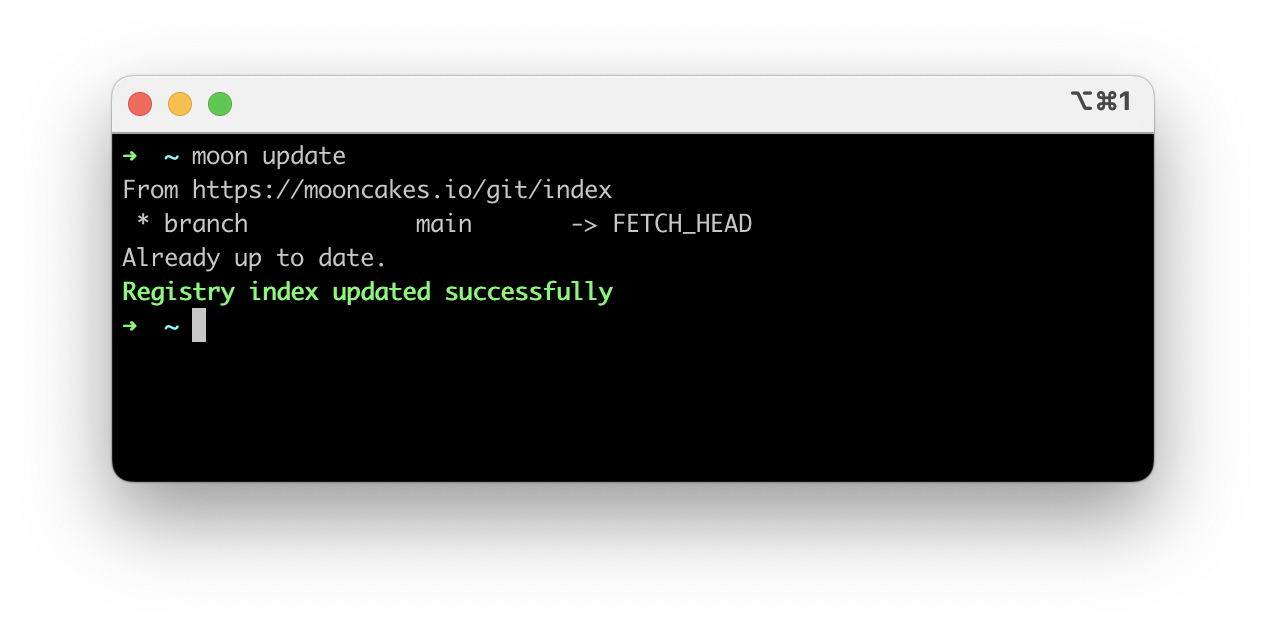 ⌥⌘1
➜  ~ moon update
From https://mooncakes.io/git/index
 * branch            main       -> FETCH_HEAD
Already up to date.
Registry index updated successfully
➜  ~